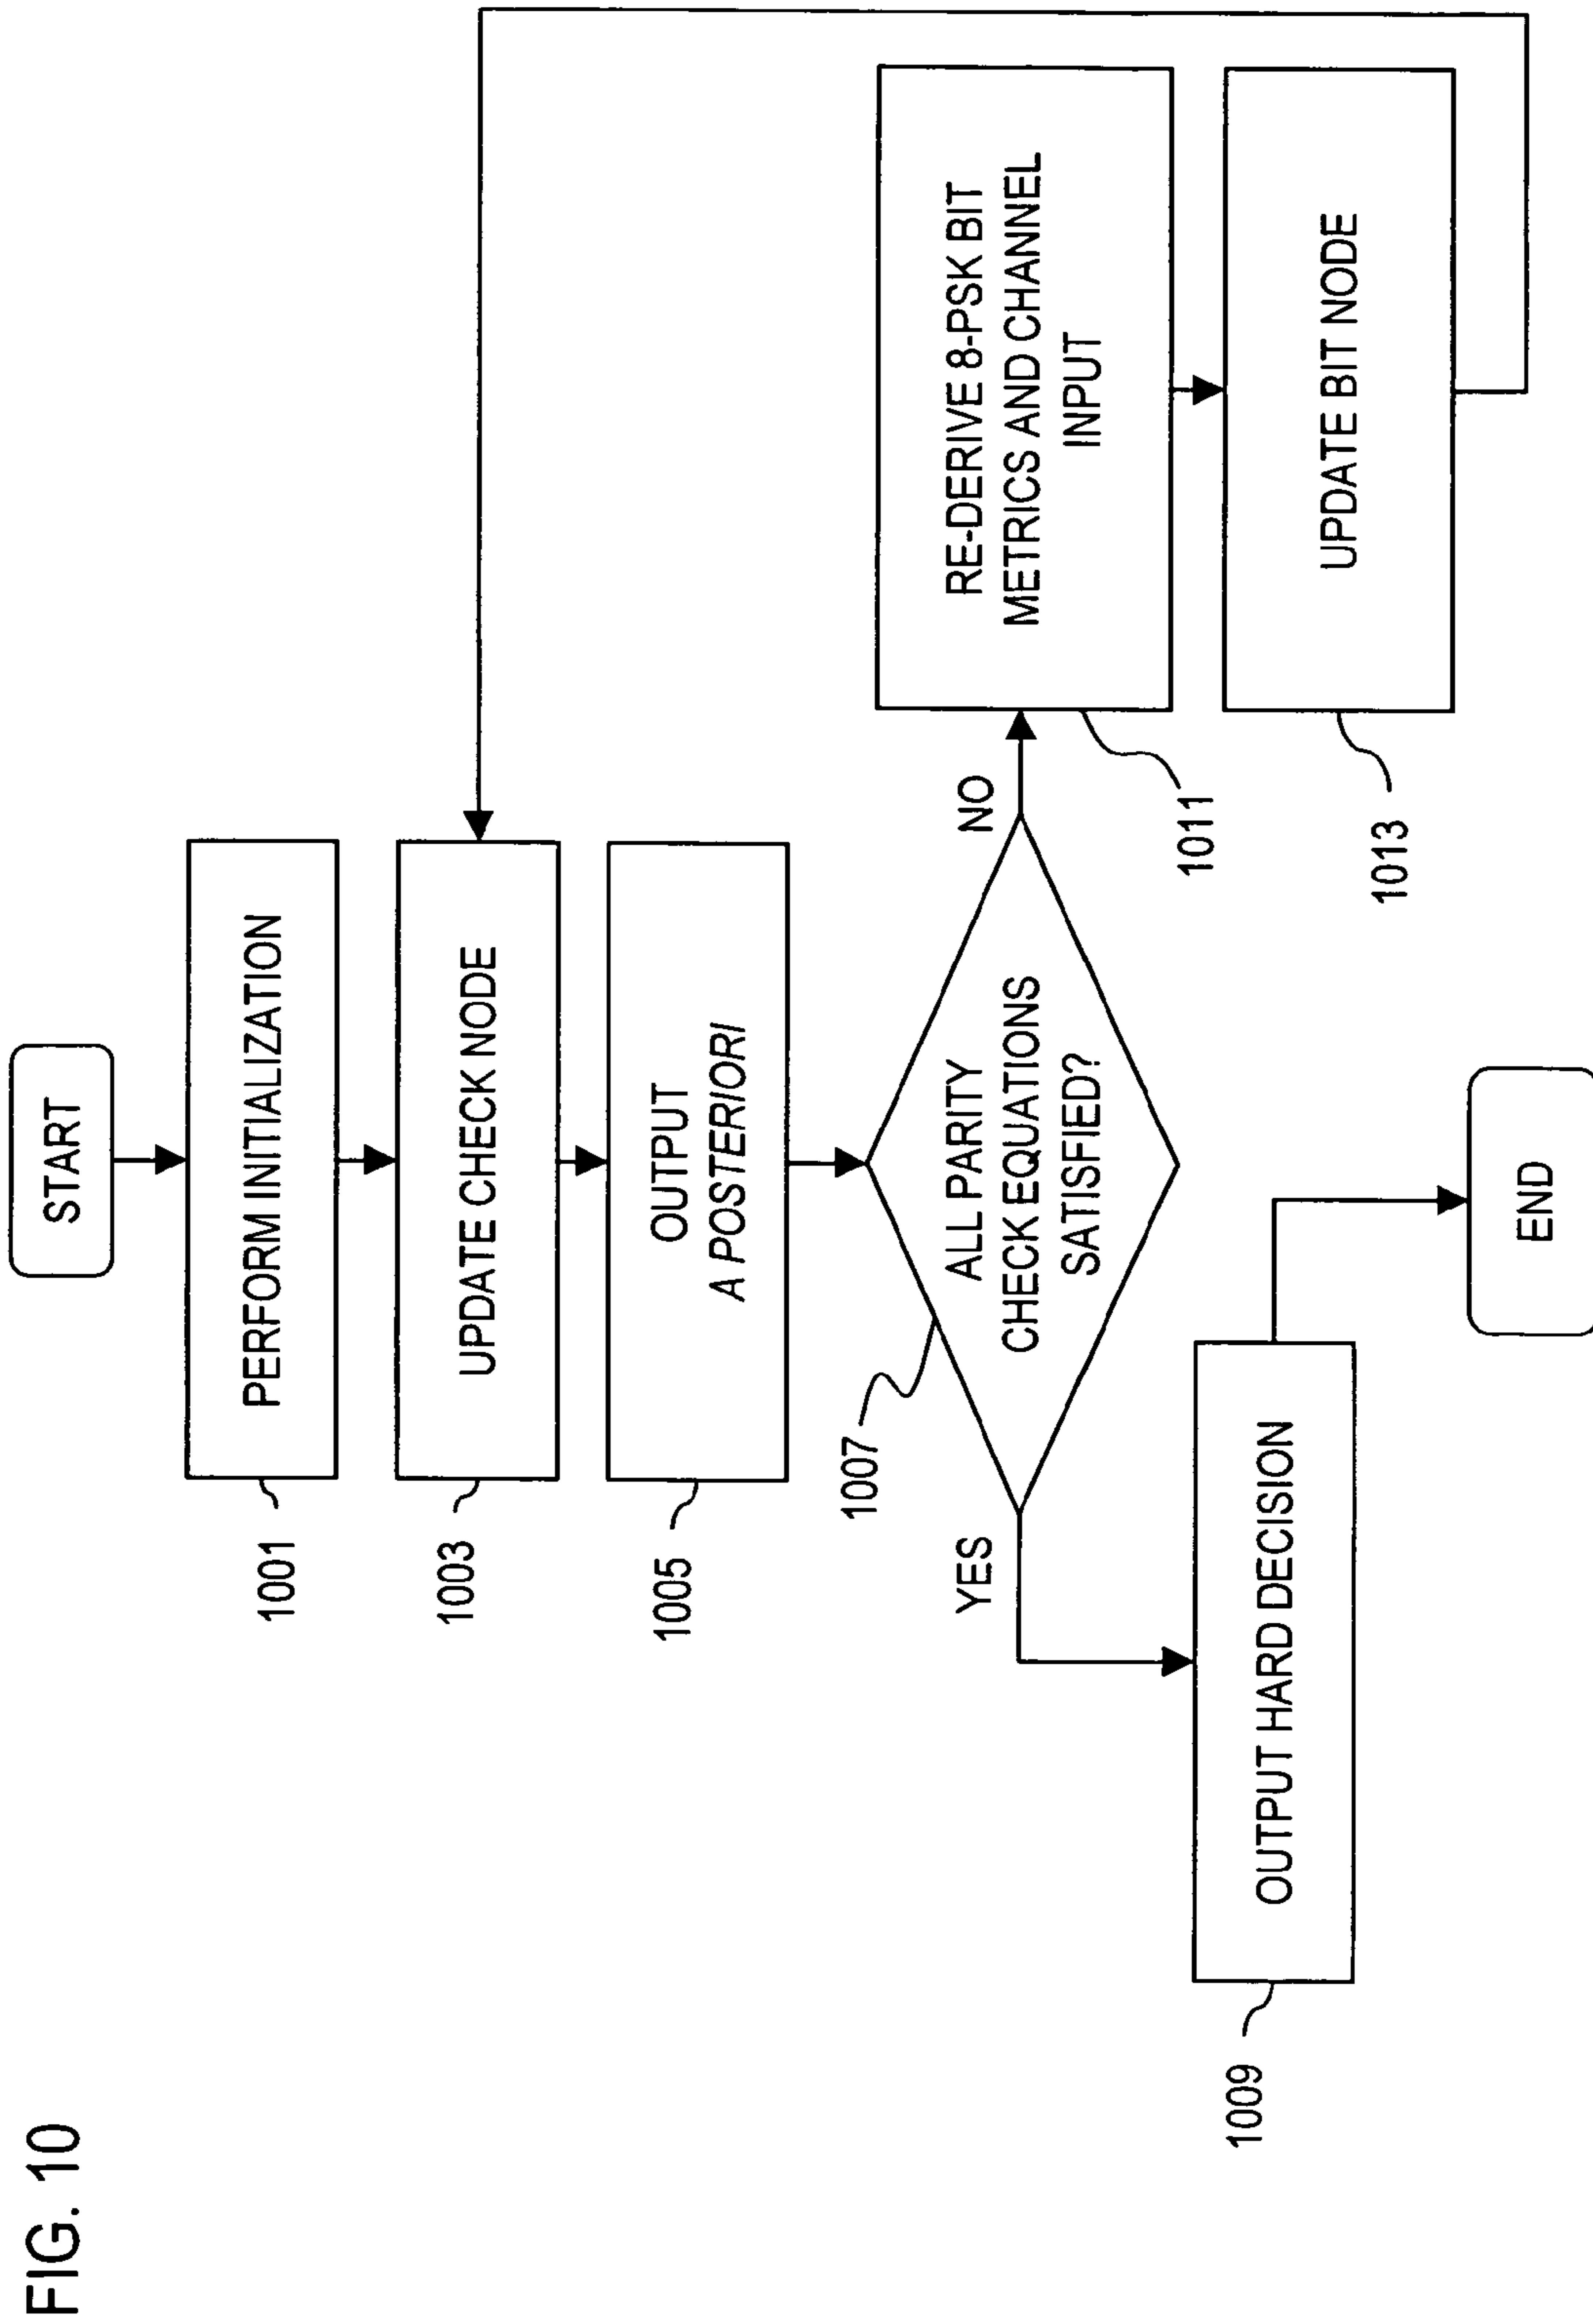 FIG. 10
START
PERFORM INITIALIZATION
1001
UPDATE CHECK NODE
1003
OUTPUT
A POSTERIORI
1005
ALL PARITY
CHECK EQUATIONS
SATISFIED?
1007
YES
NO
RE-DERIVE 8-PSK BIT
METRICS AND CHANNEL
INPUT
1011
UPDATE BIT NODE
1013
OUTPUT HARD DECISION
1009
END